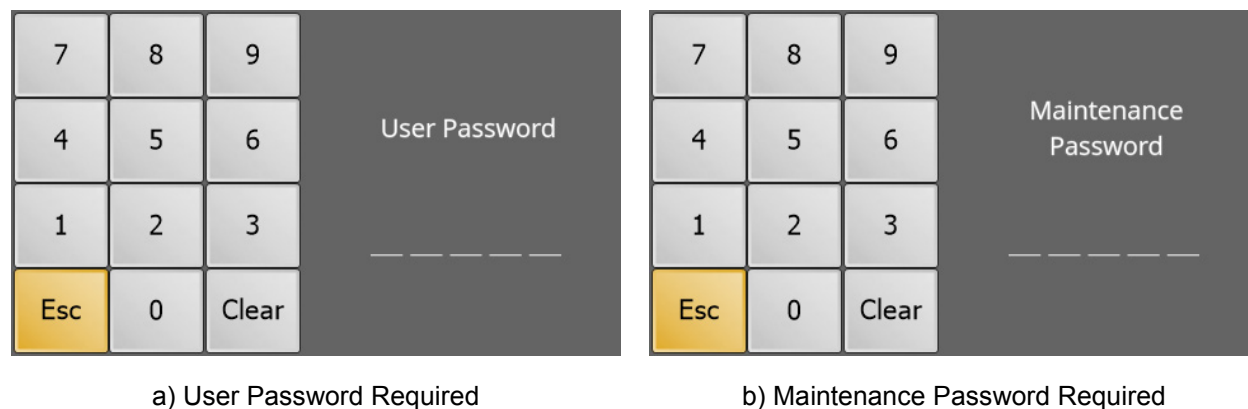 7 8 9
4 5 6
User Password
1 2 3
Esc 0 Clear
a) User Password Required
7 8 9
4 5 6
Maintenance
Password
1 2 3
Esc 0 Clear
b) Maintenance Password Required